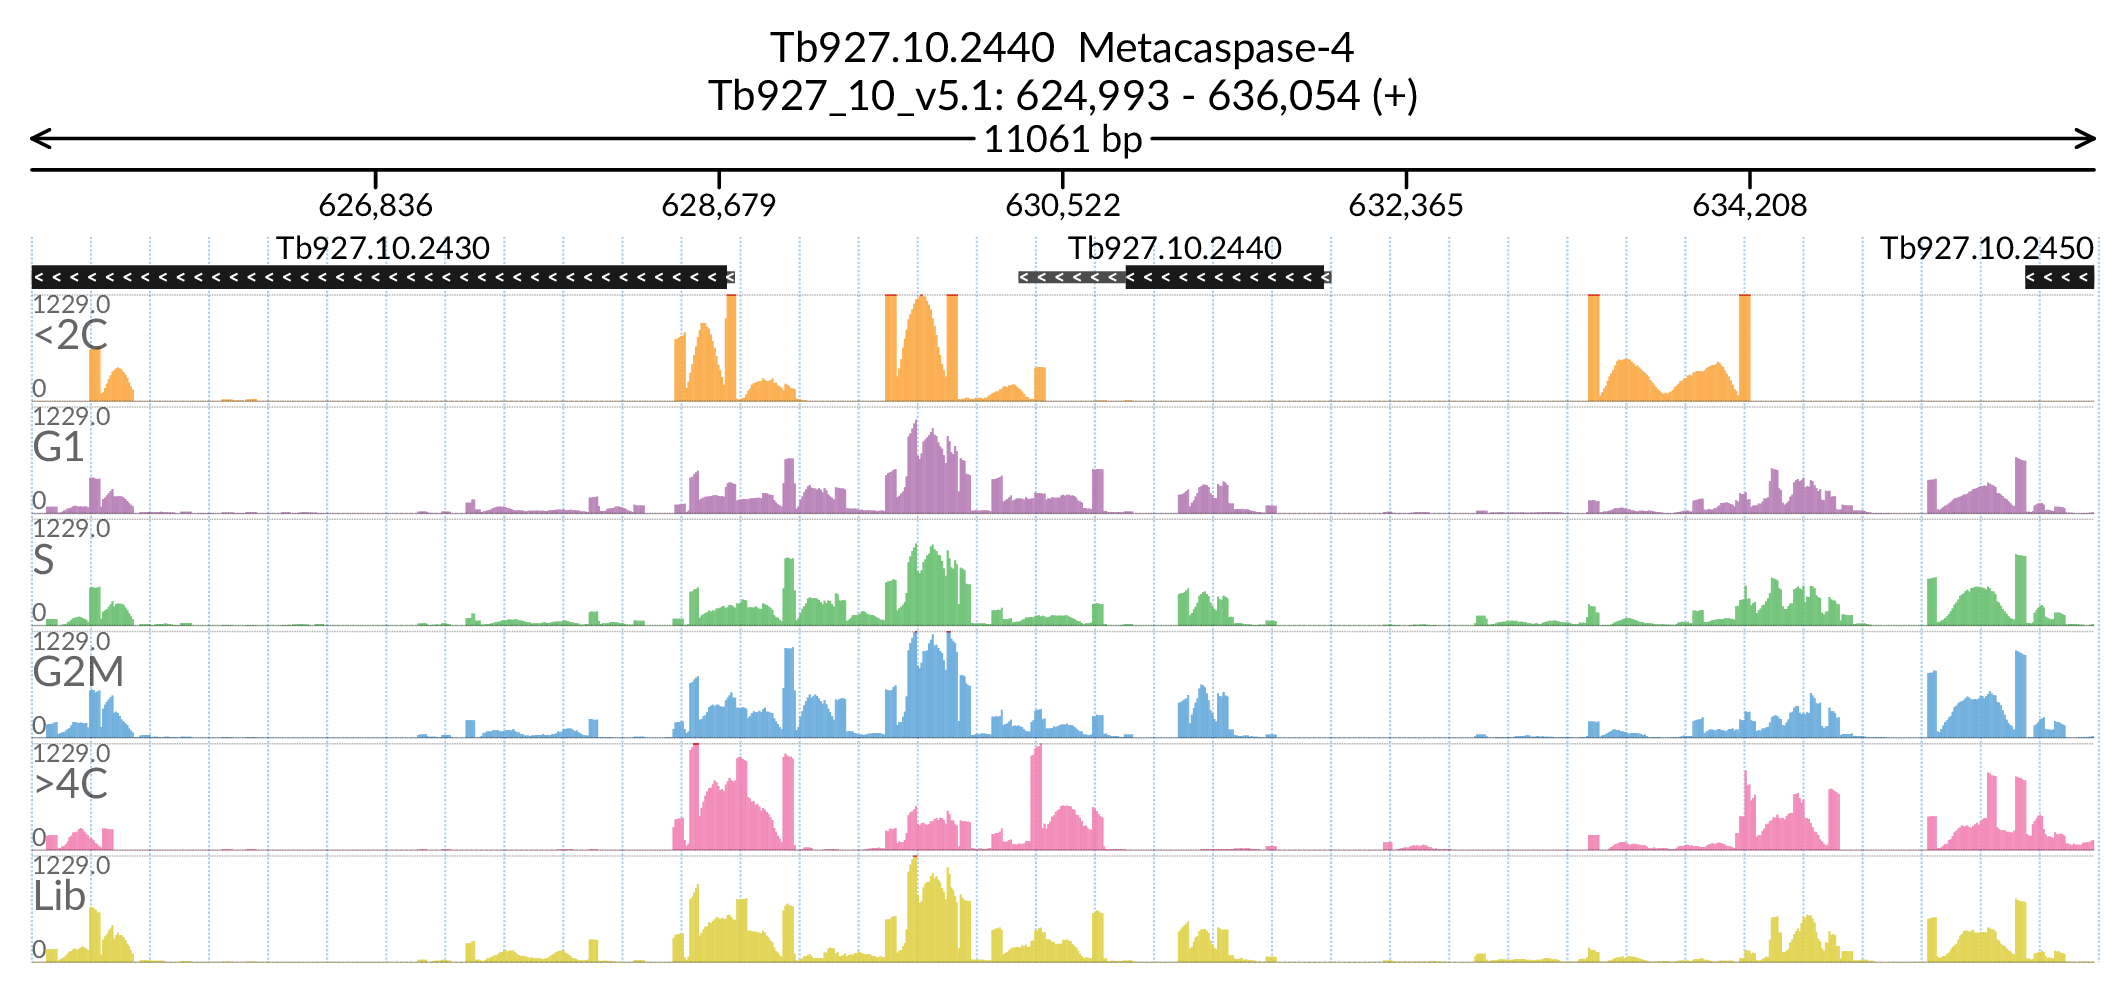 Tb927.10.2440  Metacaspase-4
Tb927_10_v5.1: 624,993 - 636,054 (+)
11061 bp
626,836 628,679 630,522 632,365 634,208
Tb927.10.2430 Tb927.10.2440 Tb927.10.2450
1229.0
<2C
0
1229.0
G1
0
1229.0
S
0
1229.0
G2M
0
1229.0
>4C
0
1229.0
Lib
0